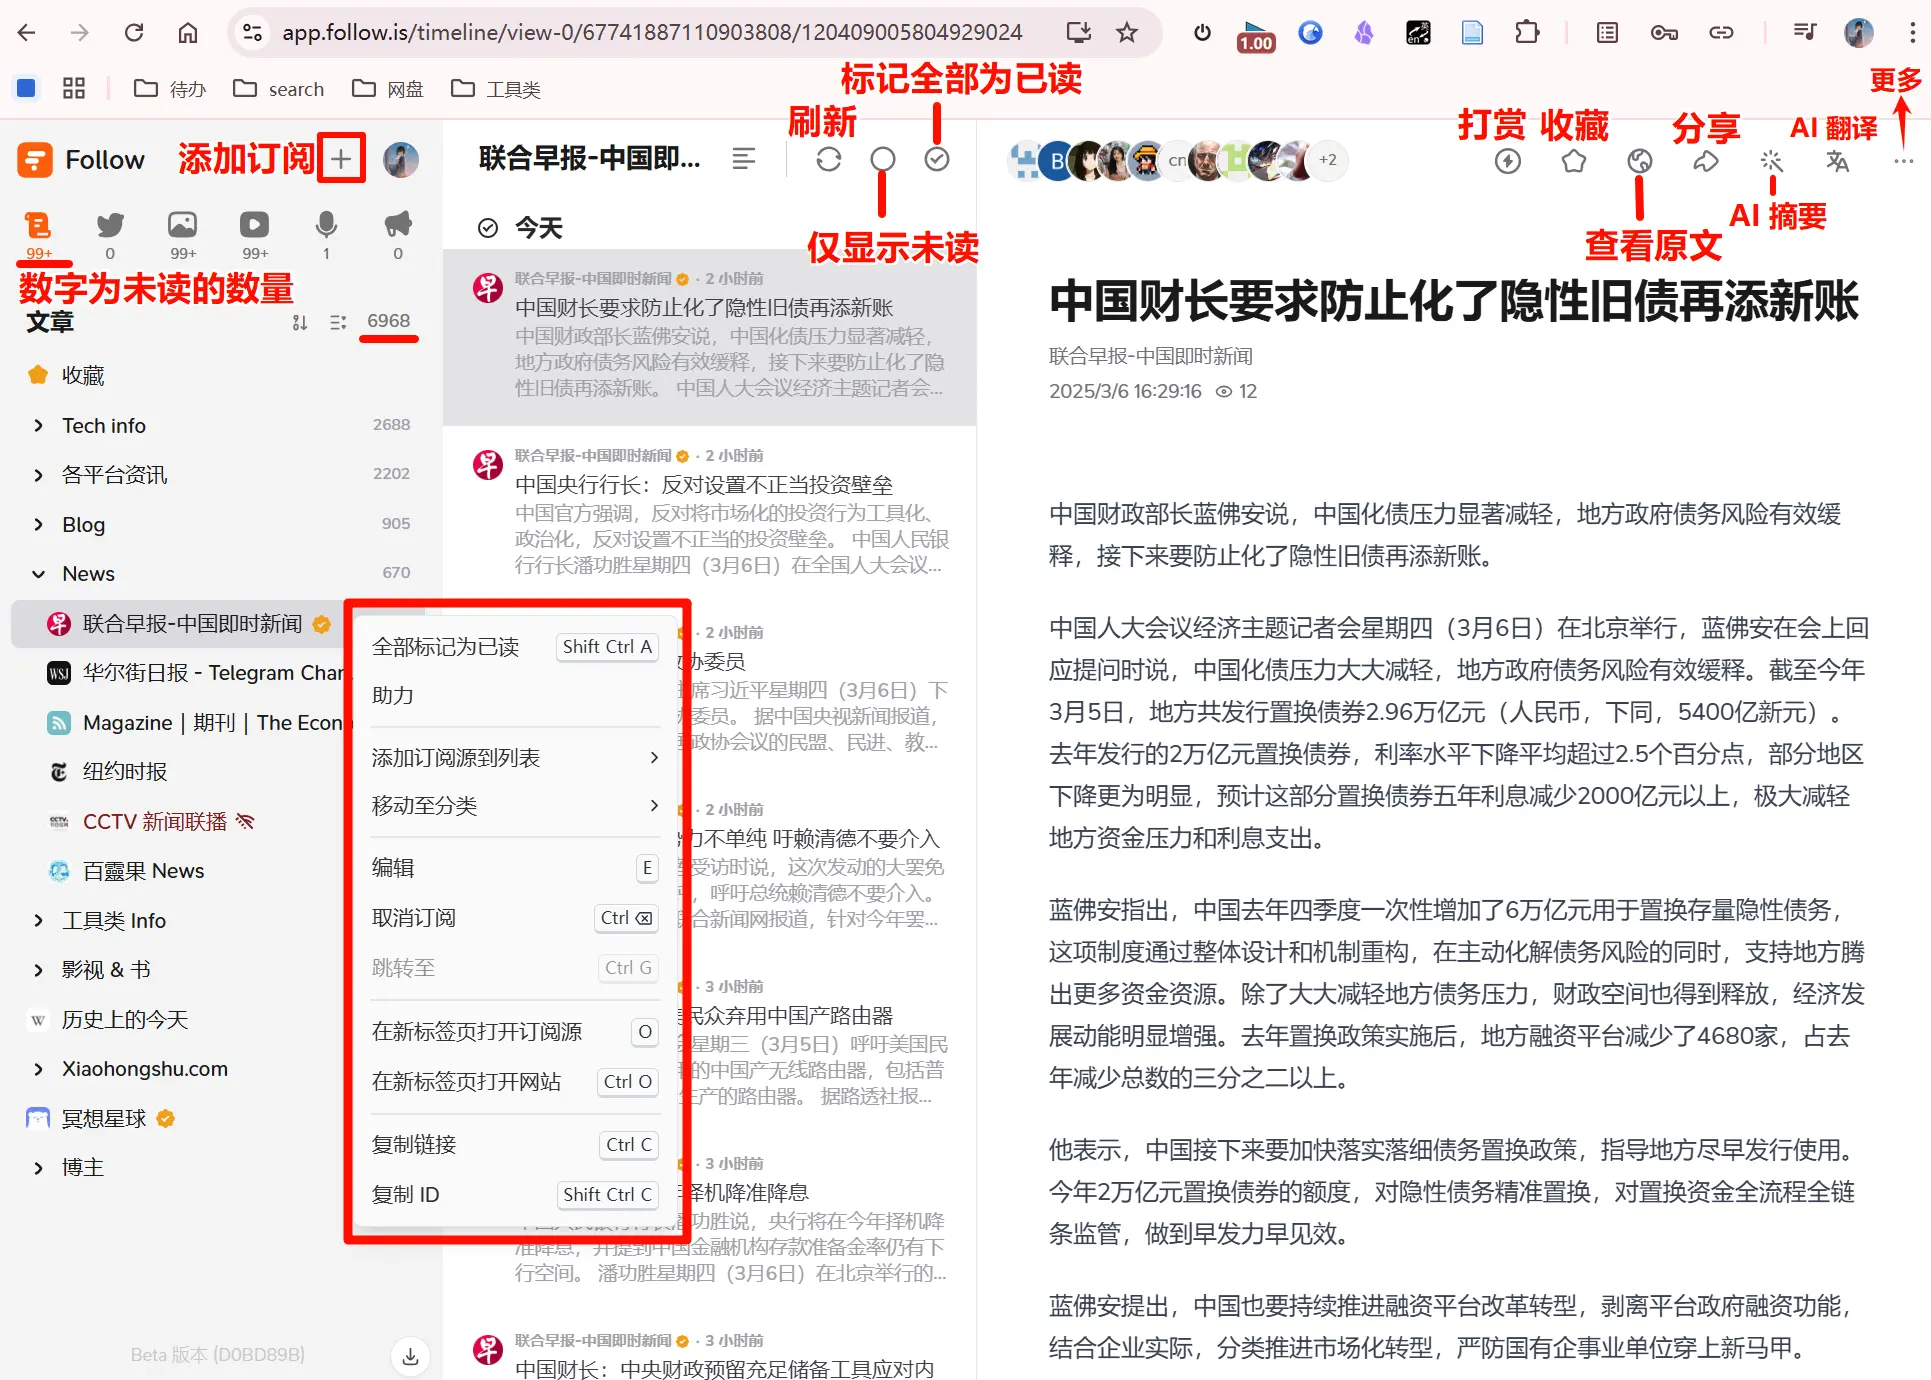 app.follow.is/timeline/view-0/67741887110903808/120409005804929024
1.00
英
en
待办
search
网盘
工具类
标记全部为已读
更多
刷新
打赏
收藏
分享
AI 翻译
Follow
添加订阅
联合早报-中国即时...
B
cn
+2
99+
0
99+
99+
1
0
今天
仅显示未读
查看原文
AI 摘要
数字为未读的数量
文章
6968
收藏
Tech info
2688
各平台资讯
2202
Blog
905
News
670
联合早报-中国即时新闻
华尔街日报 - Telegram Chan
Magazine | 期刊 | The Econ
纽约时报
CCTV 新闻联播
百靈果 News
工具类 Info
影视 & 书
W
历史上的今天
Xiaohongshu.com
冥想星球
博主
Beta 版本 (D0BD89B)
全部标记为已读
Shift Ctrl A
助力
添加订阅源到列表
移动至分类
编辑
E
取消订阅
Ctrl ⌫
跳转至
Ctrl G
在新标签页打开订阅源
O
在新标签页打开网站
Ctrl O
复制链接
Ctrl C
复制 ID
Shift Ctrl C
早
联合早报-中国即时新闻 · 2 小时前
中国财长要求防止化了隐性旧债再添新账
中国财政部长蓝佛安说，中国化债压力显著减轻，
地方政府债务风险有效缓释，接下来要防止化了隐
性旧债再添新账。 中国人大会议经济主题记者会...
早
联合早报-中国即时新闻 · 2 小时前
中国央行行长：反对设置不正当投资壁垒
中国官方强调，反对将市场化的投资行为工具化、
政治化，反对设置不正当的投资壁垒。 中国人民银
行行长潘功胜星期四（3月6日）在全国人大会议...
· 2 小时前
协委员
席习近平星期四（3月6日）下
委员。 据中国央视新闻报道，
政协会议的民盟、民进、教...
· 2 小时前
力不单纯 吁赖清德不要介入
受访时说，这次发动的大罢免
，呼吁总统赖清德不要介入。
合新闻网报道，针对今年罢...
· 3 小时前
民众弃用中国产路由器
星期三（3月5日）呼吁美国民
的中国产无线路由器，包括普
生产的路由器。 据路透社报...
· 3 小时前
择机降准降息
中国人民银行行长潘功胜说，央行将在今年择机降
准降息，并提到中国金融机构存款准备金率仍有下
行空间。 潘功胜星期四（3月6日）在北京举行的...
早
联合早报-中国即时新闻 · 3 小时前
中国财长：中央财政预留充足储备工具应对内
中国财长要求防止化了隐性旧债再添新账
联合早报-中国即时新闻
2025/3/6 16:29:16 12
中国财政部长蓝佛安说，中国化债压力显著减轻，地方政府债务风险有效缓
释，接下来要防止化了隐性旧债再添新账。
中国人大会议经济主题记者会星期四（3月6日）在北京举行，蓝佛安在会上回
应提问时说，中国化债压力大大减轻，地方政府债务风险有效缓释。截至今年
3月5日，地方共发行置换债券2.96万亿元（人民币，下同，5400亿新元）。
去年发行的2万亿元置换债券，利率水平下降平均超过2.5个百分点，部分地区
下降更为明显，预计这部分置换债券五年利息减少2000亿元以上，极大减轻
地方资金压力和利息支出。
蓝佛安指出，中国去年四季度一次性增加了6万亿元用于置换存量隐性债务，
这项制度通过整体设计和机制重构，在主动化解债务风险的同时，支持地方腾
出更多资金资源。除了大大减轻地方债务压力，财政空间也得到释放，经济发
展动能明显增强。去年置换政策实施后，地方融资平台减少了4680家，占去
年减少总数的三分之二以上。
他表示，中国接下来要加快落实落细债务置换政策，指导地方尽早发行使用。
今年2万亿元置换债券的额度，对隐性债务精准置换，对置换资金全流程全链
条监管，做到早发力早见效。
蓝佛安提出，中国也要持续推进融资平台改革转型，剥离平台政府融资功能，
结合企业实际，分类推进市场化转型，严防国有企事业单位穿上新马甲。